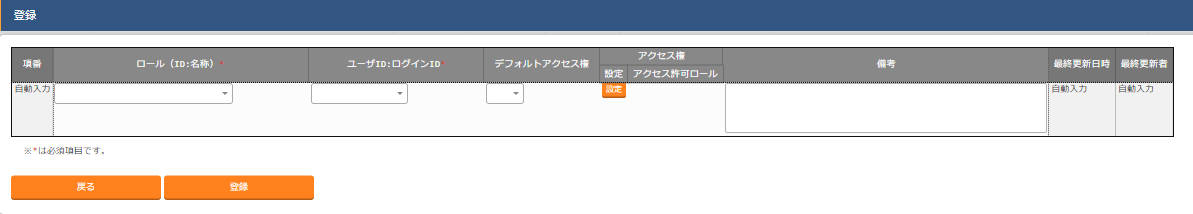 登録
項番 ロール（ID:名称）* ユーザID:ログインID* デフォルトアクセス権 アクセス権 備考 最終更新日時 最終更新者
設定 アクセス許可ロール
自動入力 設定 自動入力 自動入力
※*は必須項目です。
戻る 登録